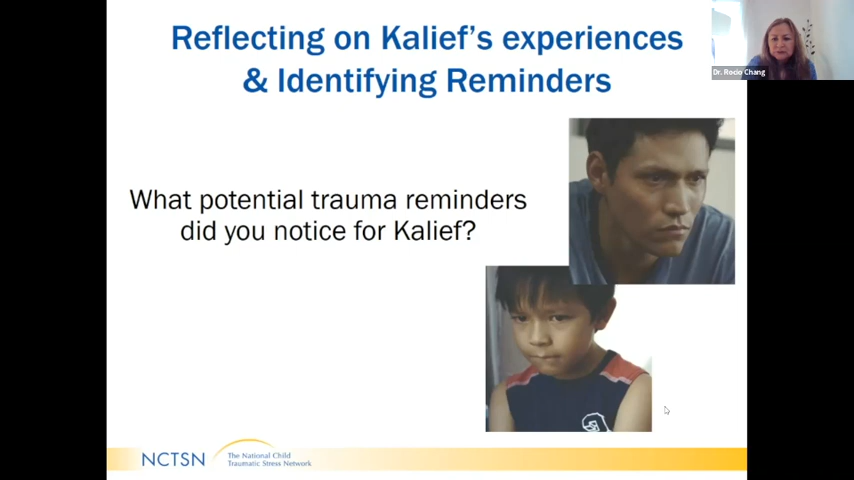 Reflecting on Kalief's experiences
& Identifying Reminders
Dr. Rocio Chang
What potential trauma reminders
did you notice for Kalief?
NCTSN
The National Child
Traumatic Stress Network